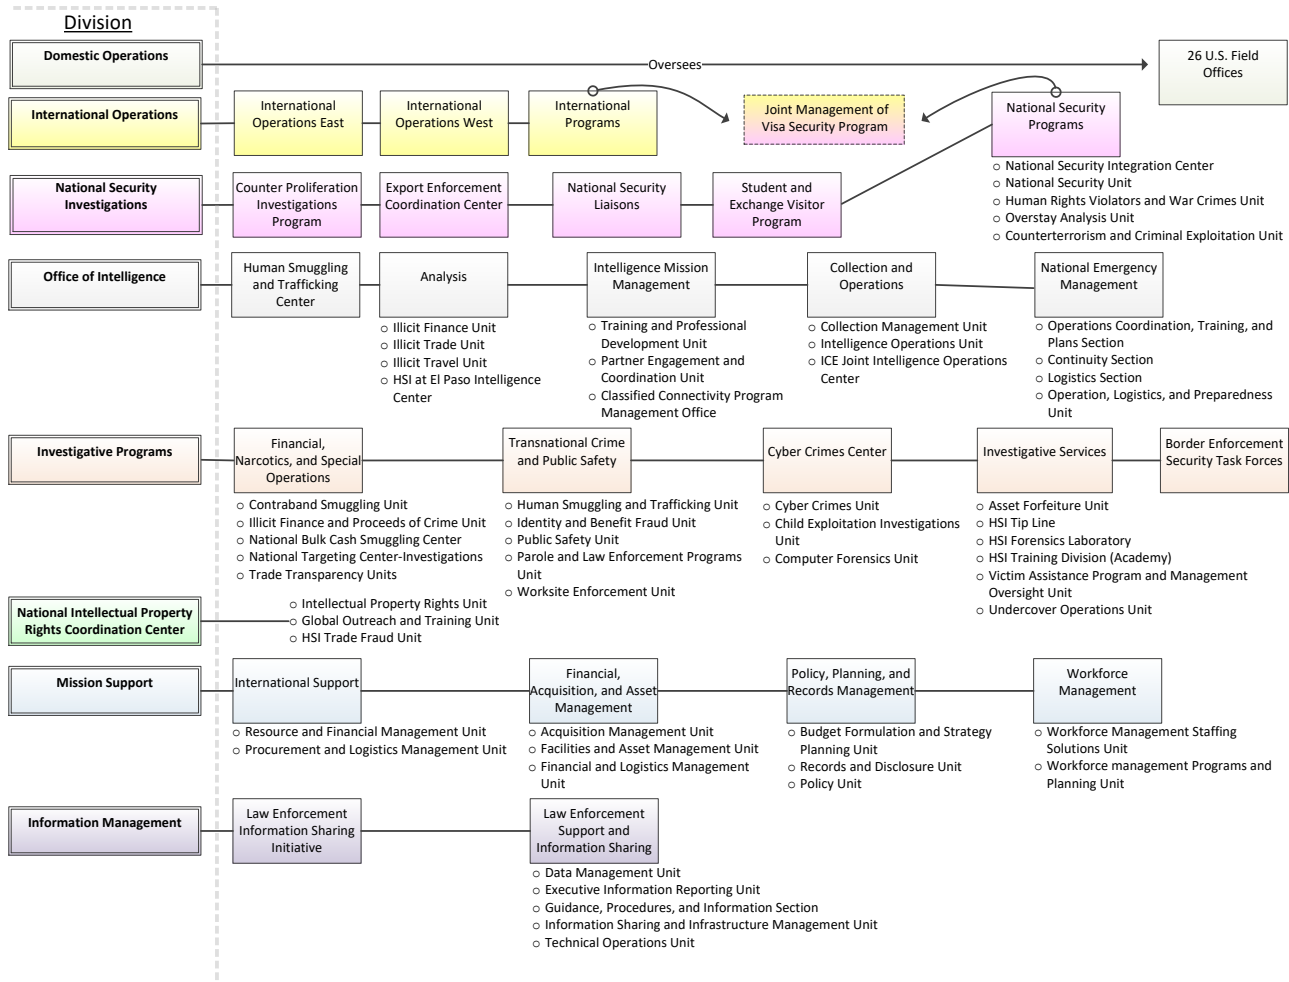 Division
Domestic Operations
Oversees
26 U.S. Field
Offices
International Operations
International
Operations East
International
Operations West
International
Programs
Joint Management of
Visa Security Program
National Security
Programs
○ National Security Integration Center
○ National Security Unit
○ Human Rights Violators and War Crimes Unit
○ Overstay Analysis Unit
○ Counterterrorism and Criminal Exploitation Unit
National Security
Investigations
Counter Proliferation
Investigations
Program
Export Enforcement
Coordination Center
National Security
Liaisons
Student and
Exchange Visitor
Program
Office of Intelligence
Human Smuggling
and Trafficking
Center
Analysis
○ Illicit Finance Unit
○ Illicit Trade Unit
○ Illicit Travel Unit
○ HSI at El Paso Intelligence
Center
Intelligence Mission
Management
○ Training and Professional
Development Unit
○ Partner Engagement and
Coordination Unit
○ Classified Connectivity Program
Management Office
Collection and
Operations
○ Collection Management Unit
○ Intelligence Operations Unit
○ ICE Joint Intelligence Operations
Center
National Emergency
Management
○ Operations Coordination, Training, and
Plans Section
○ Continuity Section
○ Logistics Section
○ Operation, Logistics, and Preparedness
Unit
Investigative Programs
Financial,
Narcotics, and Special
Operations
○ Contraband Smuggling Unit
○ Illicit Finance and Proceeds of Crime Unit
○ National Bulk Cash Smuggling Center
○ National Targeting Center-Investigations
○ Trade Transparency Units
Transnational Crime
and Public Safety
○ Human Smuggling and Trafficking Unit
○ Identity and Benefit Fraud Unit
○ Public Safety Unit
○ Parole and Law Enforcement Programs
Unit
○ Worksite Enforcement Unit
Cyber Crimes Center
○ Cyber Crimes Unit
○ Child Exploitation Investigations
Unit
○ Computer Forensics Unit
Investigative Services
○ Asset Forfeiture Unit
○ HSI Tip Line
○ HSI Forensics Laboratory
○ HSI Training Division (Academy)
○ Victim Assistance Program and Management
Oversight Unit
○ Undercover Operations Unit
Border Enforcement
Security Task Forces
National Intellectual Property
Rights Coordination Center
○ Intellectual Property Rights Unit
○ Global Outreach and Training Unit
○ HSI Trade Fraud Unit
Mission Support
International Support
○ Resource and Financial Management Unit
○ Procurement and Logistics Management Unit
Financial,
Acquisition, and Asset
Management
○ Acquisition Management Unit
○ Facilities and Asset Management Unit
○ Financial and Logistics Management
Unit
Policy, Planning, and
Records Management
○ Budget Formulation and Strategy
Planning Unit
○ Records and Disclosure Unit
○ Policy Unit
Workforce
Management
○ Workforce Management Staffing
Solutions Unit
○ Workforce management Programs and
Planning Unit
Information Management
Law Enforcement
Information Sharing
Initiative
Law Enforcement
Support and
Information Sharing
○ Data Management Unit
○ Executive Information Reporting Unit
○ Guidance, Procedures, and Information Section
○ Information Sharing and Infrastructure Management Unit
○ Technical Operations Unit